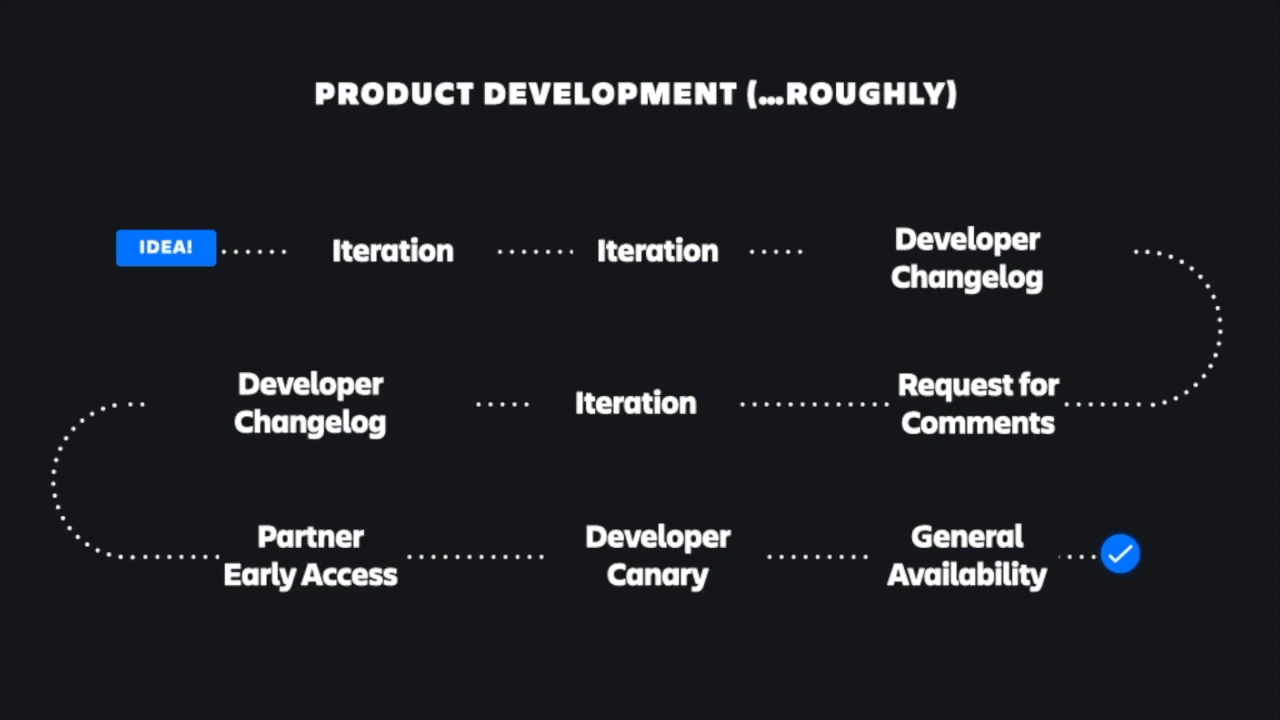 PRODUCT DEVELOPMENT (...ROUGHLY)
IDEA!
Iteration
Iteration
Developer
Changelog
Developer
Changelog
Iteration
Request for
Comments
Partner
Early Access
Developer
Canary
General
Availability